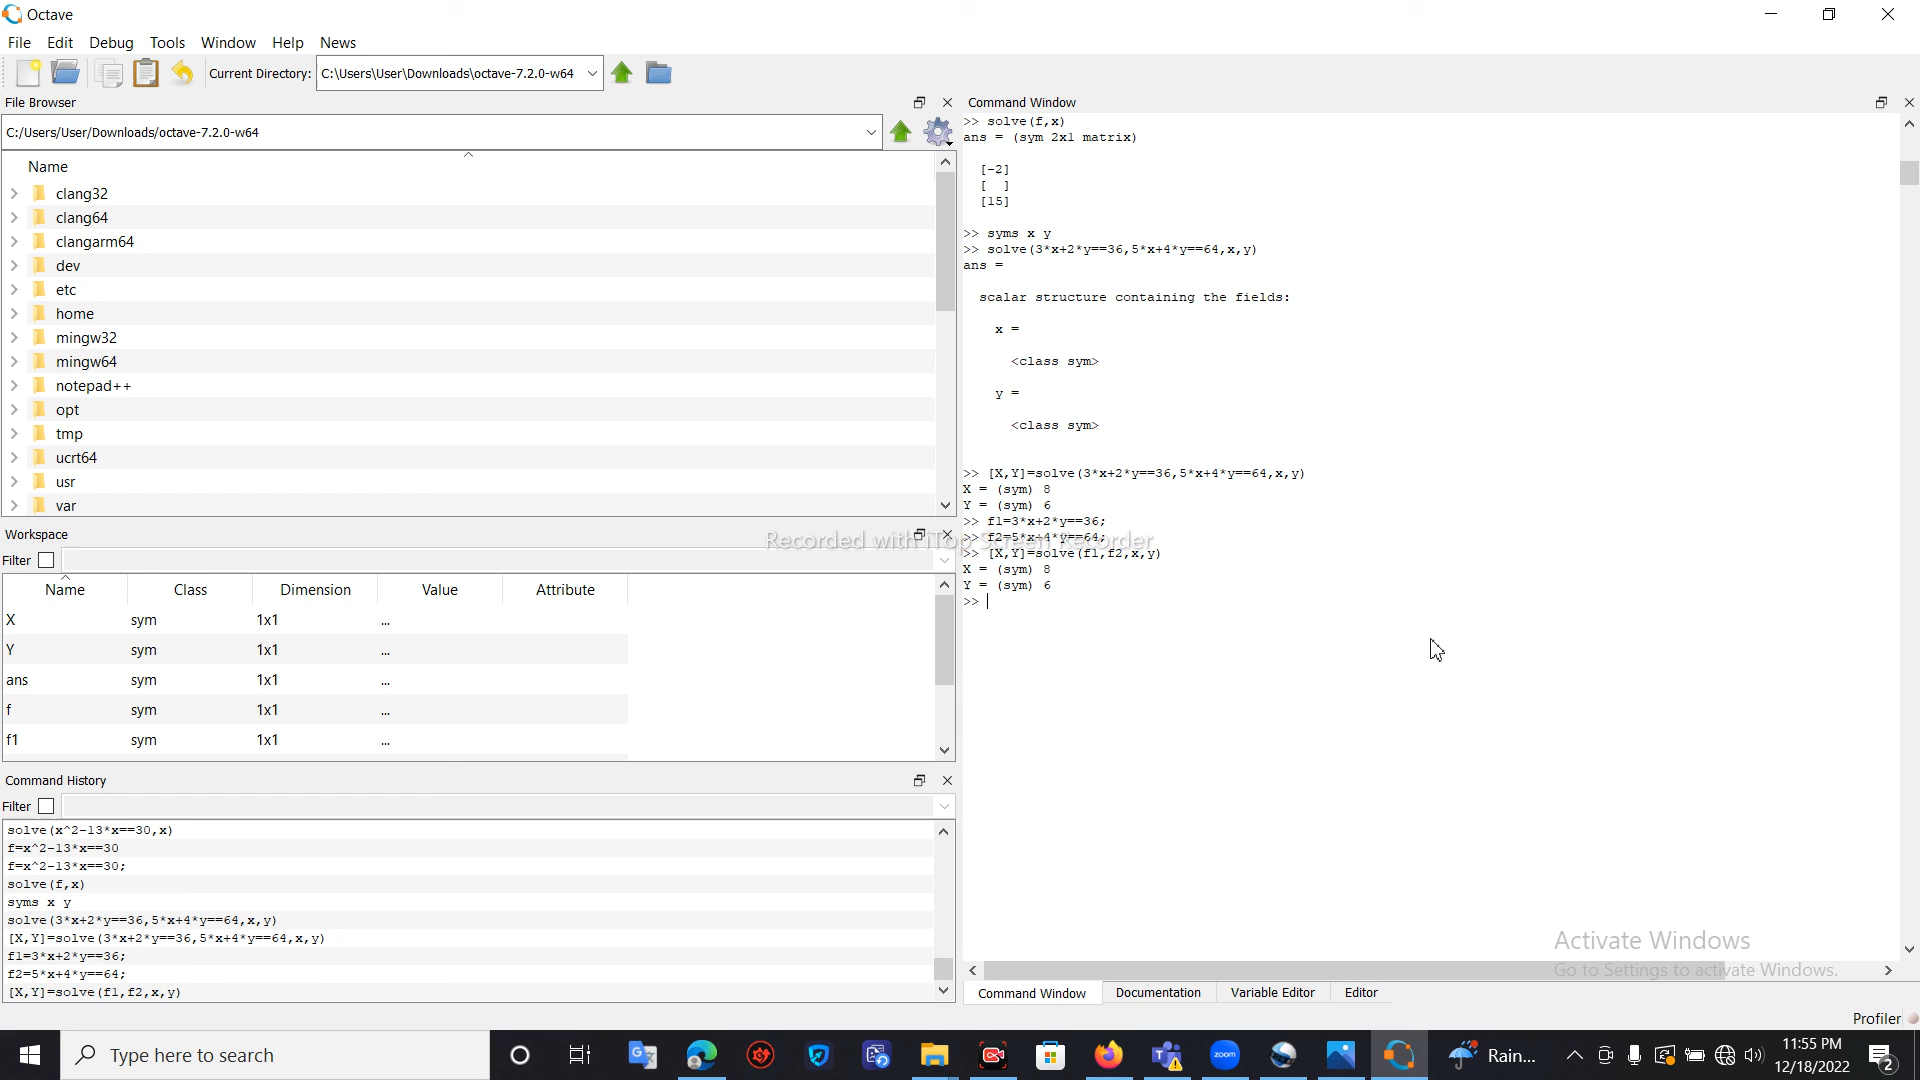 Octave
File Edit Debug Tools Window Help News
Current Directory: C:\Users\User\Downloads\octave-7.2.0-w64
File Browser
C:/Users/User/Downloads/octave-7.2.0-w64
Name
clang32
clang64
clangarm64
dev
etc
home
mingw32
mingw64
notepad++
opt
tmp
ucrt64
usr
var
Workspace
Filter
Name Class Dimension Value Attribute
X sym 1x1 ...
Y sym 1x1 ...
ans sym 1x1 ...
f sym 1x1 ...
f1 sym 1x1 ...
Command History
Filter
solve(x^2-13*x==30,x)
f=x^2-13*x==30
f=x^2-13*x==30;
solve(f,x)
syms x y
solve(3*x+2*y==36,5*x+4*y==64,x,y)
[X,Y]=solve(3*x+2*y==36,5*x+4*y==64,x,y)
f1=3*x+2*y==36;
f2=5*x+4*y==64;
[X,Y]=solve(f1,f2,x,y)
Command Window
>> solve(f,x)
ans = (sym 2x1 matrix)
[-2]
[ ]
[15]
>> syms x y
>> solve(3*x+2*y==36,5*x+4*y==64,x,y)
ans =
scalar structure containing the fields:
x =
<class sym>
y =
<class sym>
>> [X,Y]=solve(3*x+2*y==36,5*x+4*y==64,x,y)
X = (sym) 8
Y = (sym) 6
>> f1=3*x+2*y==36;
>> f2=5*x+4*y==64;
>> [X,Y]=solve(f1,f2,x,y)
X = (sym) 8
Y = (sym) 6
>>
Recorded with iTop Screen Recorder
Activate Windows
Go to Settings to activate Windows.
Command Window Documentation Variable Editor Editor
Profiler
Type here to search
zoom
Rain...
11:55 PM
12/18/2022
2